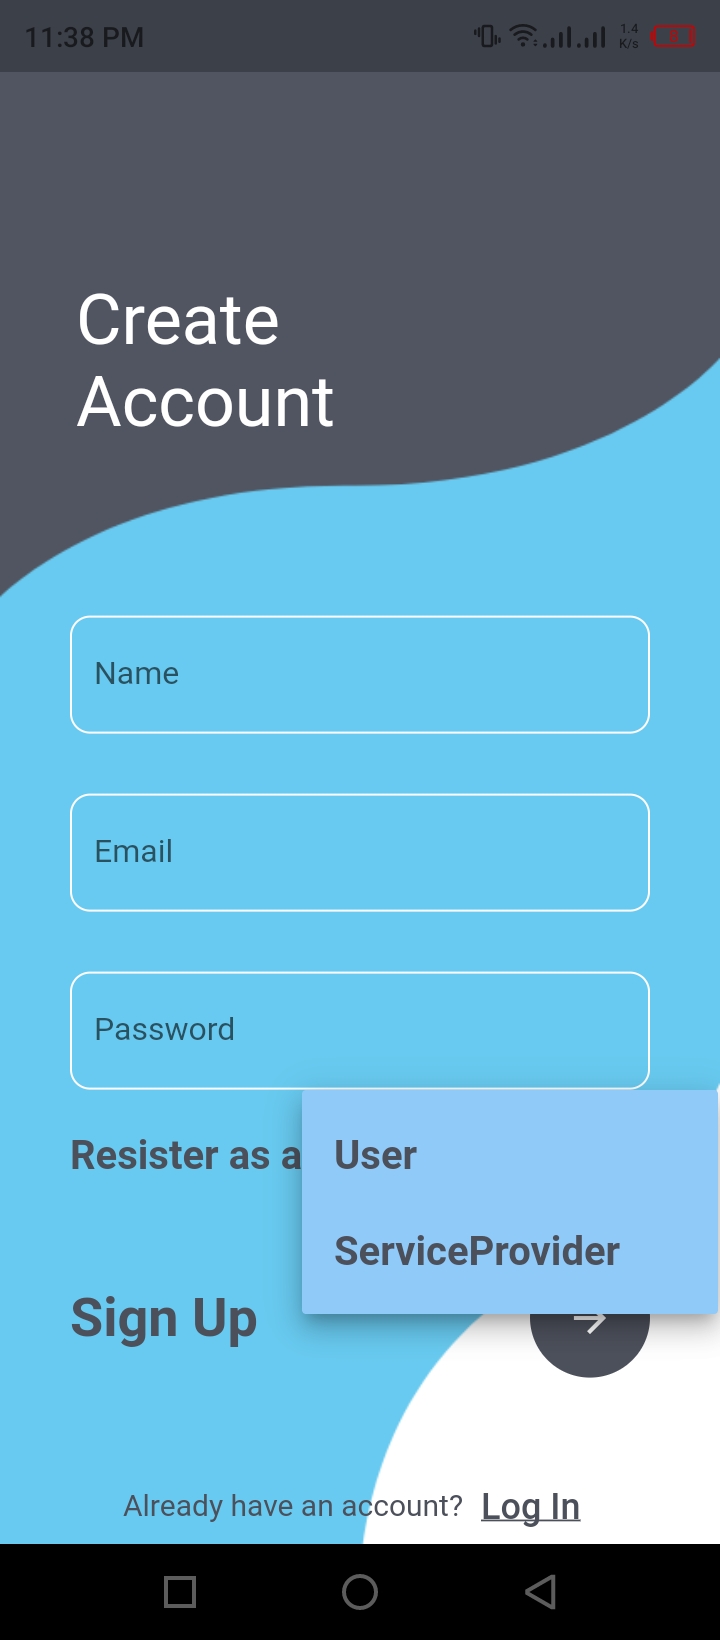 11:38 PM 1.4 K/s
Create
Account
Name
Email
Password
Resister as a User
ServiceProvider
Sign Up
Already have an account? Log In